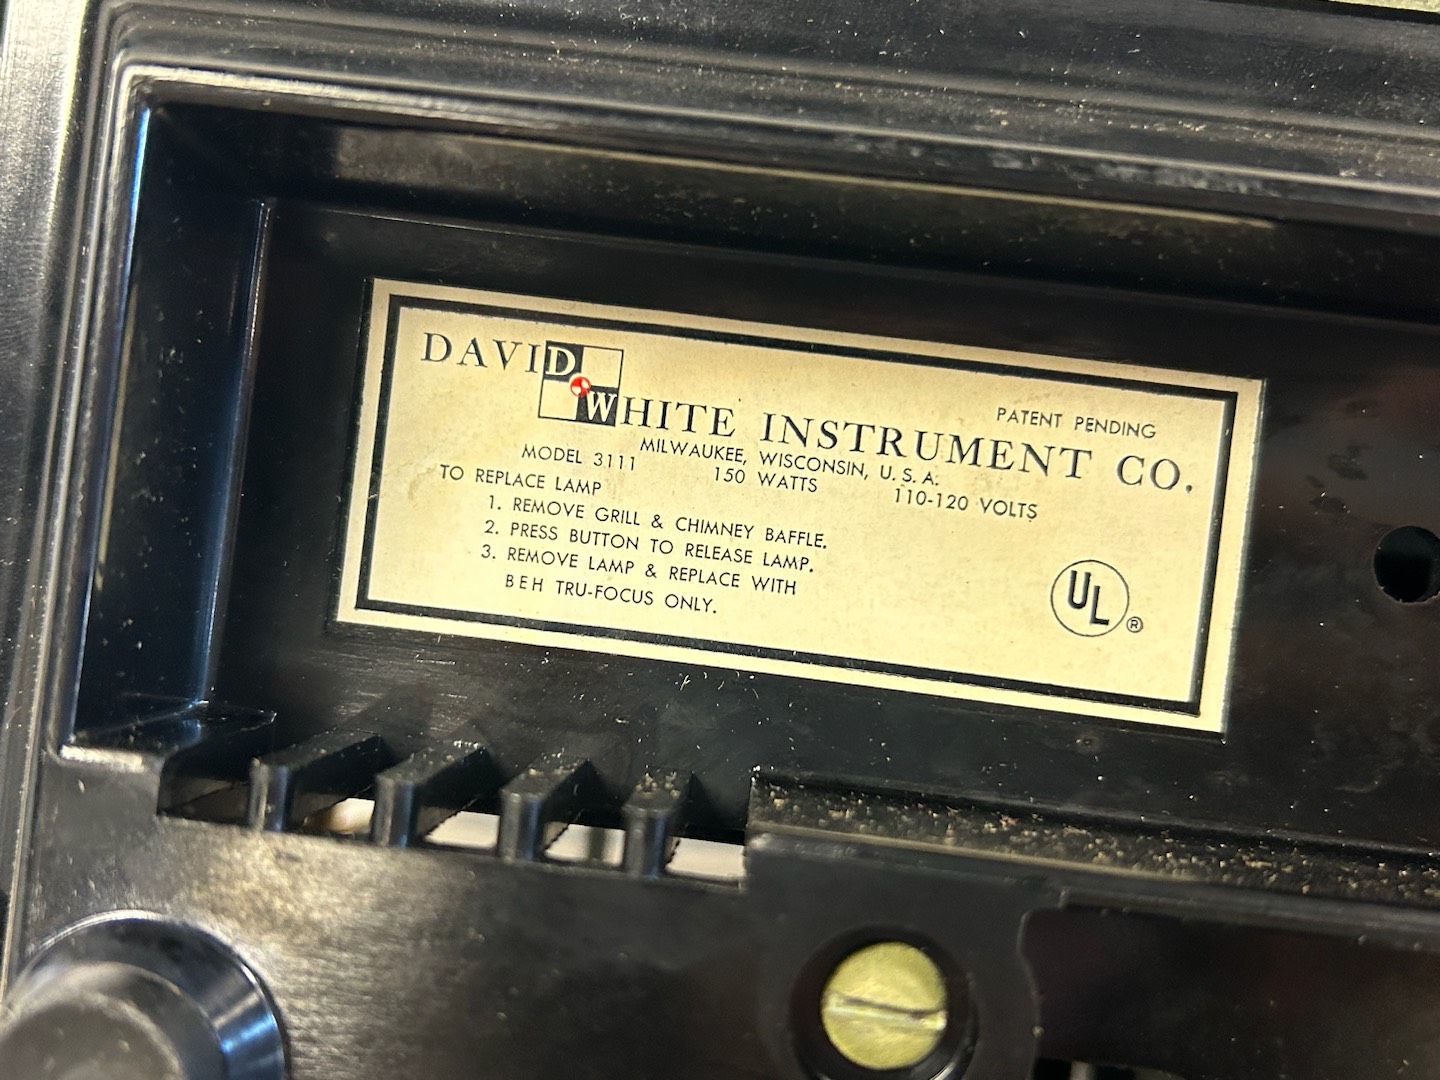 DAVID
WHITE INSTRUMENT CO.
PATENT PENDING
MILWAUKEE, WISCONSIN, U.S.A.
MODEL 3111 150 WATTS 110-120 VOLTS
TO REPLACE LAMP
1. REMOVE GRILL & CHIMNEY BAFFLE.
2. PRESS BUTTON TO RELEASE LAMP.
3. REMOVE LAMP & REPLACE WITH
BEH TRU-FOCUS ONLY.
UL ®